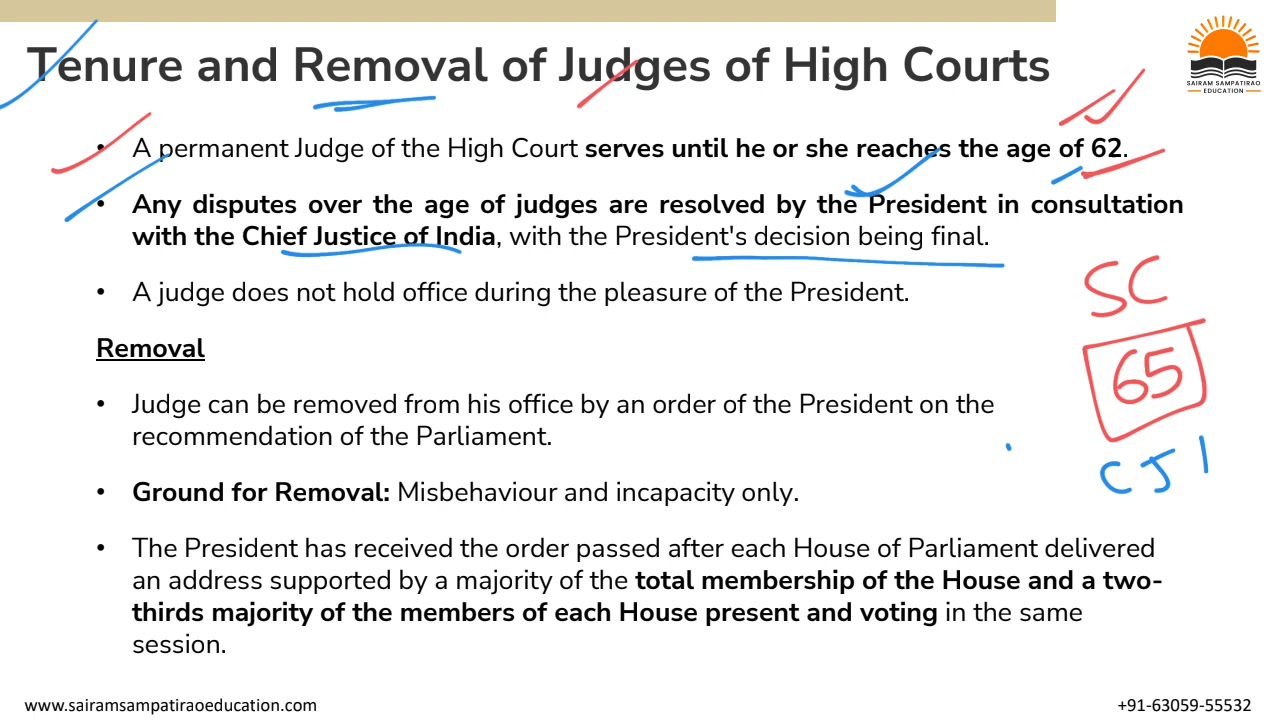 Tenure and Removal of Judges of High Courts
SAIRAM SAMPATIRAO
EDUCATION
• A permanent Judge of the High Court serves until he or she reaches the age of 62.
• Any disputes over the age of judges are resolved by the President in consultation
with the Chief Justice of India, with the President's decision being final.
• A judge does not hold office during the pleasure of the President.
SC
65
CJI
Removal
• Judge can be removed from his office by an order of the President on the
recommendation of the Parliament.
• Ground for Removal: Misbehaviour and incapacity only.
• The President has received the order passed after each House of Parliament delivered
an address supported by a majority of the total membership of the House and a two-
thirds majority of the members of each House present and voting in the same
session.
www.sairamsampatiraoeducation.com
+91-63059-55532